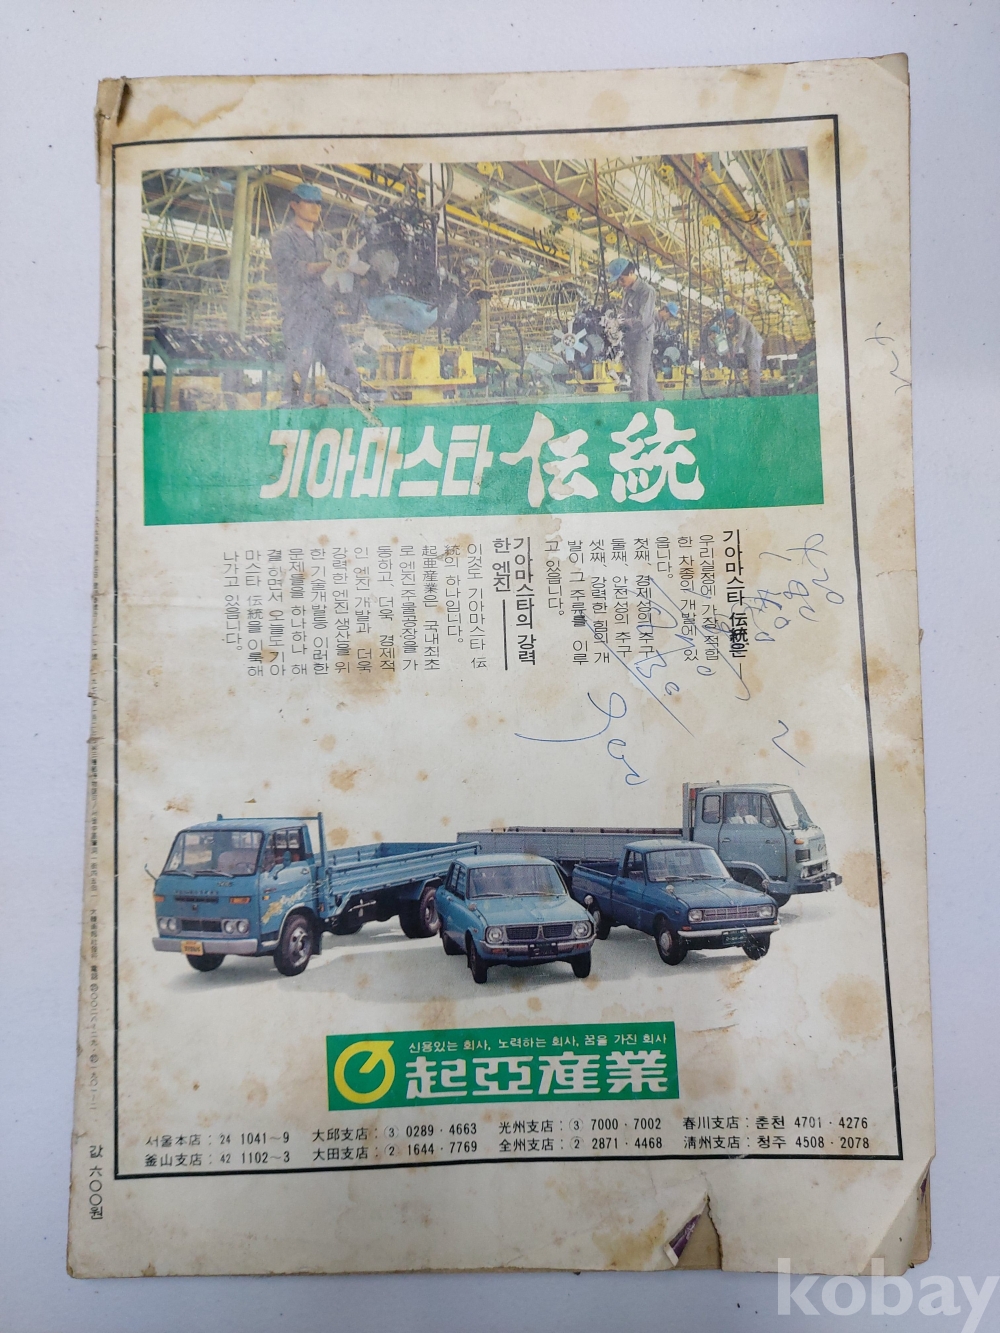 기아마스타 伝統
기아마스타 伝統은
우리실정에 가장 적합
한 차종의 개발에 있
읍니다.
첫째, 경제성의 추구
둘째, 안전성의 추구
셋째, 강력한 힘의 개
발이 그 주류를 이루
고 있읍니다.
기아마스타의 강력
한 엔진
이것도 기아마스타 伝
統의 하나입니다.
起亜産業은 국내최초
로 엔진 주물공장을 가
동하고, 더욱 경제적
인 엔진 개발과 더욱
강력한 엔진 생산을 위
한 기술개발등 이러한
문제들을 하나하나 해
결하면서 오늘도 기아
마스타 伝統을 이룩해
나가고 있읍니다.
신용있는 회사, 노력하는 회사, 꿈을 가진 회사
起亞産業
서울本店 : 24 1041~9 大邱支店 : ③ 0289·4663 光州支店 : ③ 7000·7002 春川支店 : 춘천 4701·4276
釜山支店 : 42 1102~3 大田支店 : ② 1644·7769 全州支店 : ② 2871·4468 淸州支店 : 청주 4508·2078
값 六〇〇원
kobay